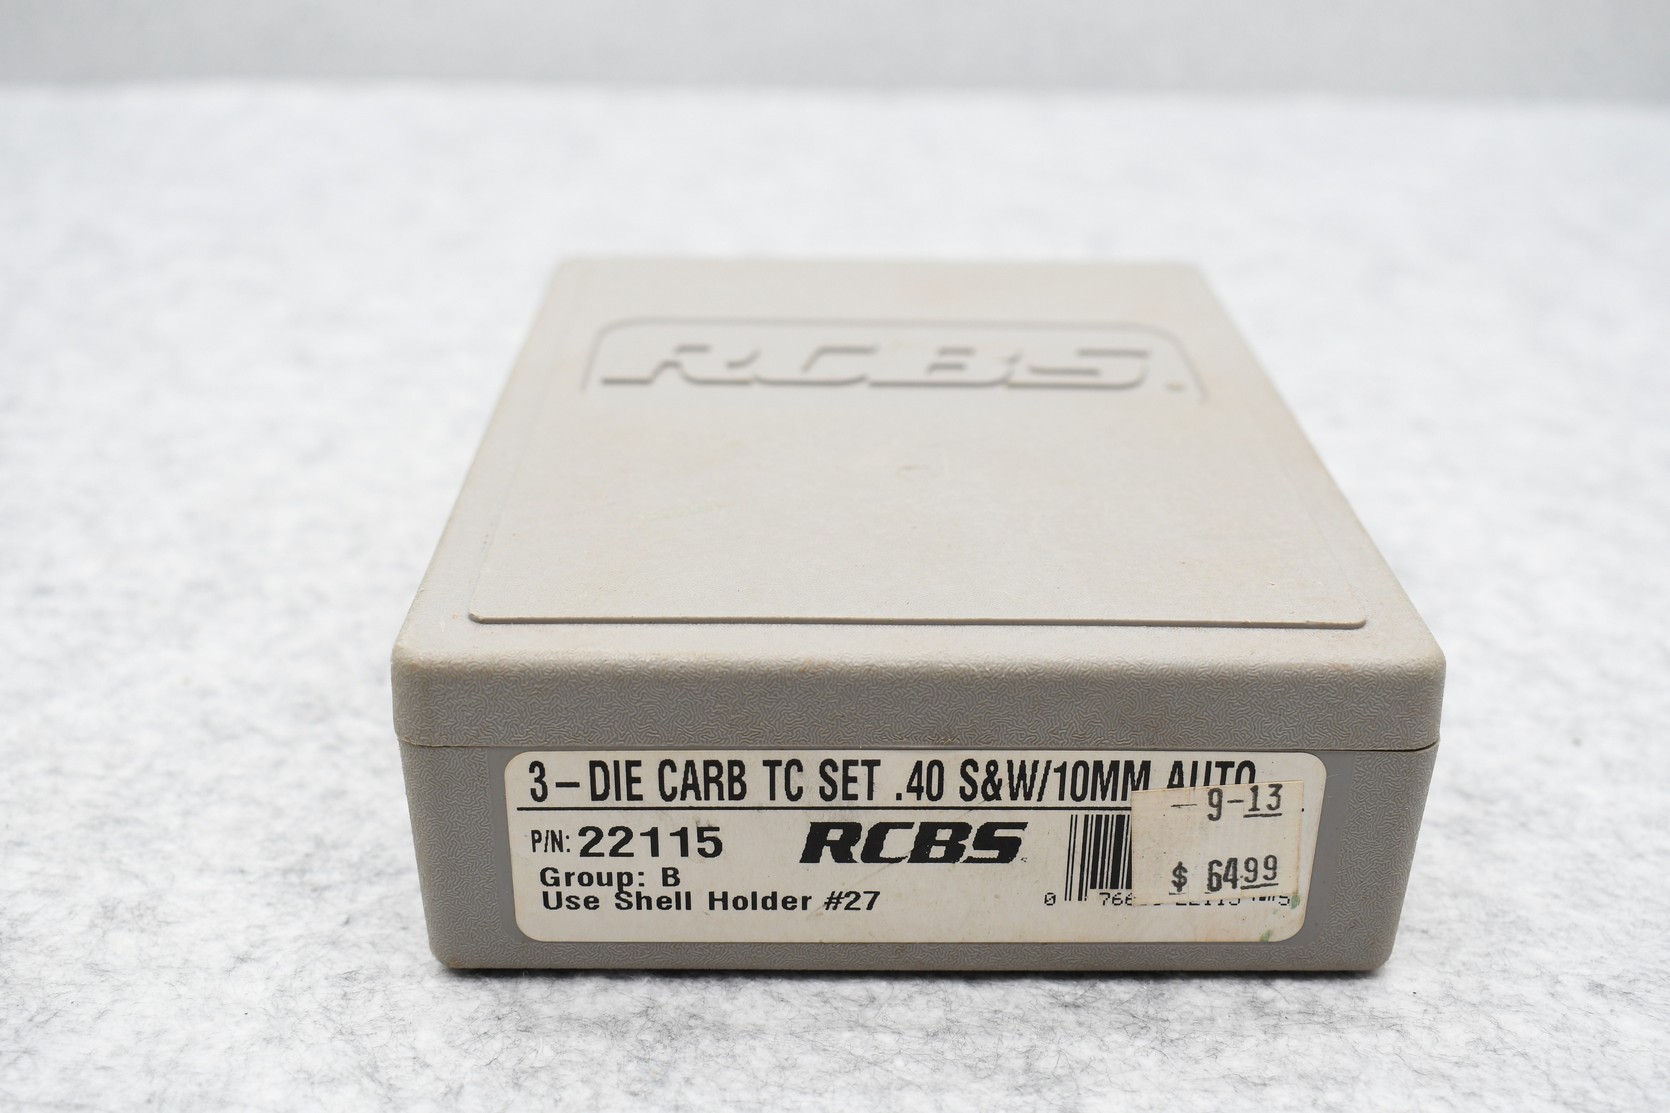 RCBS
3-DIE CARB TC SET .40 S&W/10MM AUTO
- 9-13
P/N: 22115 RCBS
$ 64.99
Group: B
Use Shell Holder #27
0